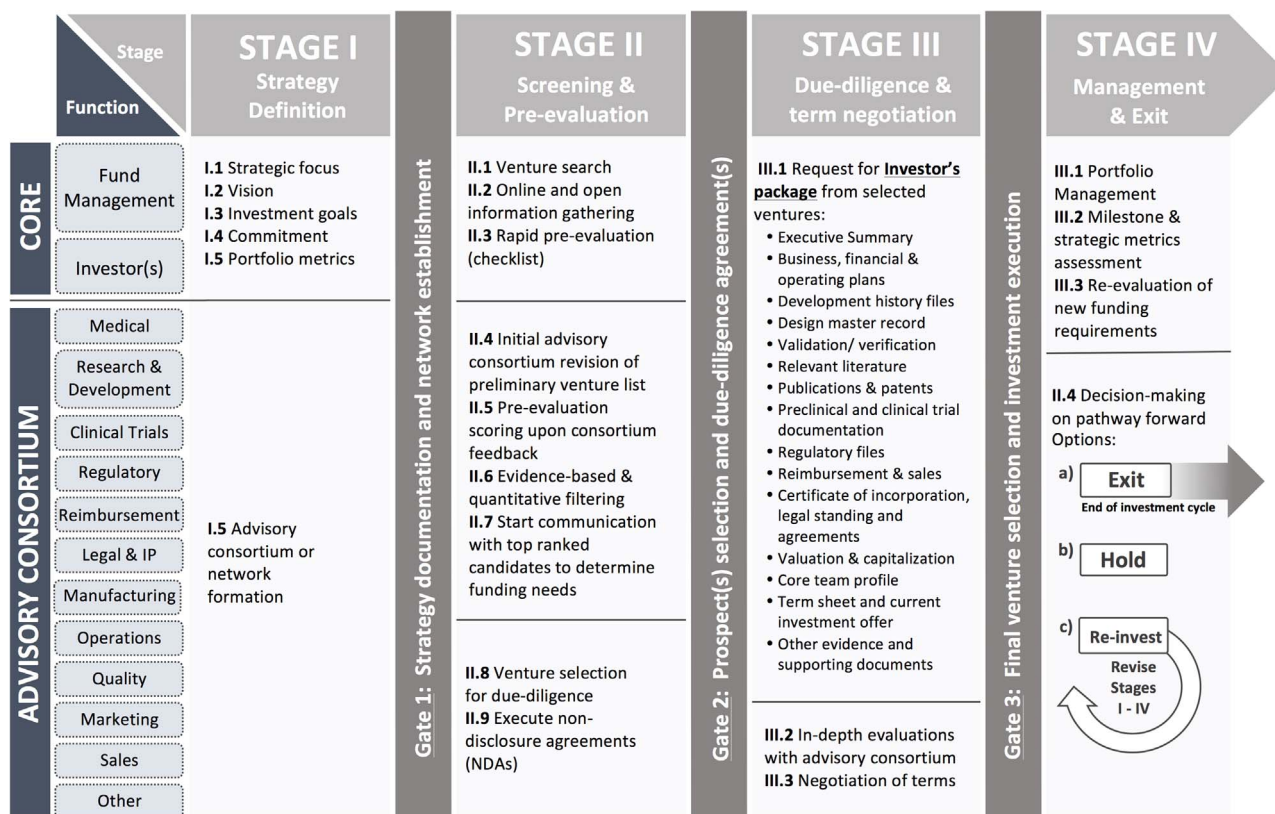 Stage
Function
STAGE I
Strategy
Definition
STAGE II
Screening &
Pre-evaluation
STAGE III
Due-diligence &
term negotiation
STAGE IV
Management
& Exit
CORE
Fund
Management
Investor(s)
ADVISORY CONSORTIUM
Medical
Research &
Development
Clinical Trials
Regulatory
Reimbursement
Legal & IP
Manufacturing
Operations
Quality
Marketing
Sales
Other
I.1 Strategic focus
I.2 Vision
I.3 Investment goals
I.4 Commitment
I.5 Portfolio metrics
I.5 Advisory
consortium or
network
formation
Gate 1: Strategy documentation and network establishment
II.1 Venture search
II.2 Online and open
information gathering
II.3 Rapid pre-evaluation
(checklist)
II.4 Initial advisory
consortium revision of
preliminary venture list
II.5 Pre-evaluation
scoring upon consortium
feedback
II.6 Evidence-based &
quantitative filtering
II.7 Start communication
with top ranked
candidates to determine
funding needs
II.8 Venture selection
for due-diligence
II.9 Execute non-
disclosure agreements
(NDAs)
Gate 2: Prospect(s) selection and due-diligence agreement(s)
III.1 Request for Investor's
package from selected
ventures:
• Executive Summary
• Business, financial &
operating plans
• Development history files
• Design master record
• Validation/ verification
• Relevant literature
• Publications & patents
• Preclinical and clinical trial
documentation
• Regulatory files
• Reimbursement & sales
• Certificate of incorporation,
legal standing and
agreements
• Valuation & capitalization
• Core team profile
• Term sheet and current
investment offer
• Other evidence and
supporting documents
III.2 In-depth evaluations
with advisory consortium
III.3 Negotiation of terms
Gate 3: Final venture selection and investment execution
III.1 Portfolio
Management
III.2 Milestone &
strategic metrics
assessment
III.3 Re-evaluation of
new funding
requirements
II.4 Decision-making
on pathway forward
Options:
a) Exit
End of investment cycle
b) Hold
c) Re-invest
Revise
Stages
I - IV